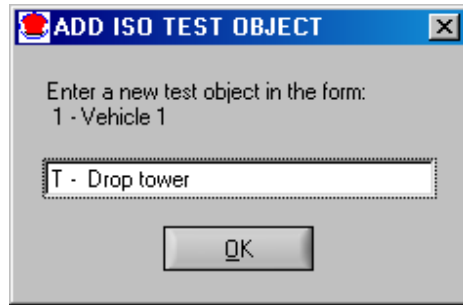 ADD ISO TEST OBJECT
Enter a new test object in the form:
1 - Vehicle 1
T - Drop tower
OK